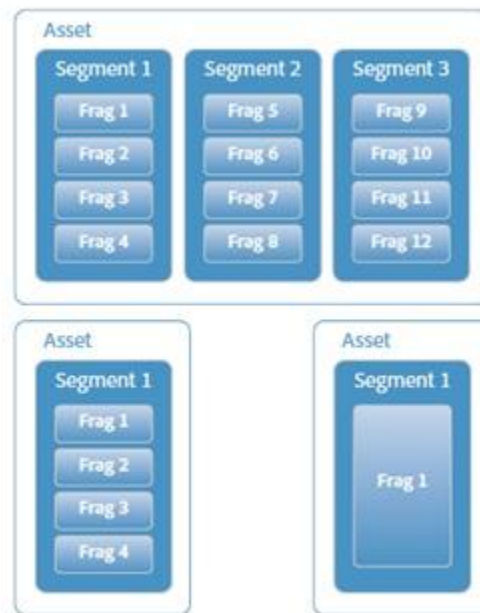 Asset
Segment 1 Segment 2 Segment 3
Frag 1 Frag 5 Frag 9
Frag 2 Frag 6 Frag 10
Frag 3 Frag 7 Frag 11
Frag 4 Frag 8 Frag 12
Asset Asset
Segment 1 Segment 1
Frag 1
Frag 2
Frag 3 Frag 1
Frag 4